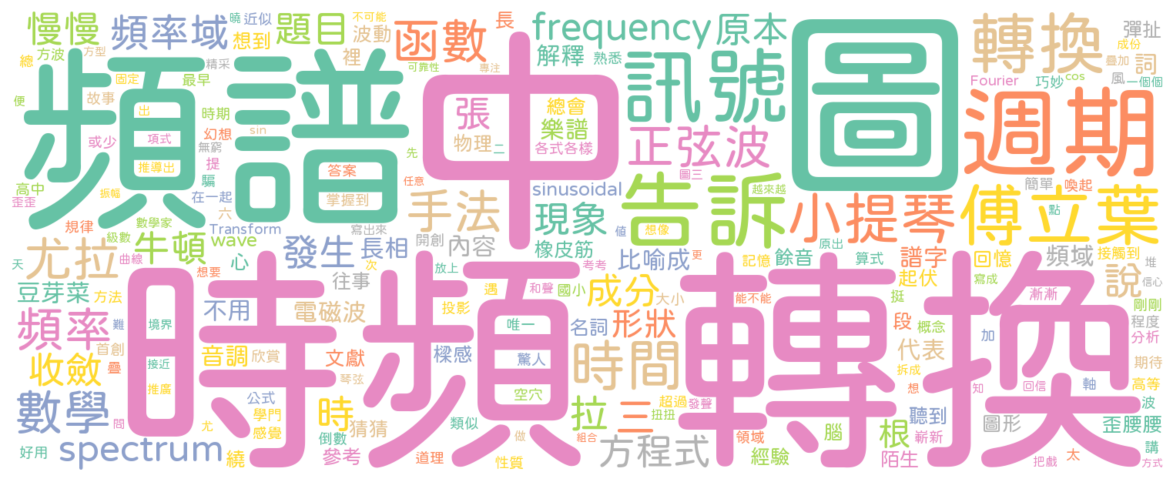 時頻轉換
頻譜
中
圖
訊號
週期
告訴
轉換
傅立葉
小提琴
函數
frequency
原本
慢慢
頻率域
題目
正弦波
手法
尤拉
牛頓
發生
現象
頻率
數學
收斂
spectrum
時間
成分
形狀
方程式
三
拉
根
時
說
代表
比喻成
電磁波
豆芽菜
不用
音調
文獻
長相
內容
sinusoidal
wave
解釋
張
物理
樂譜
總會
各式各樣
波動
想到
裡
長
近似
曉
不可能
可靠性
專注
熟悉
總
方波
方型
精采
固定
最早
便
故事
出
時期
或少
項式
幻想
sin
無窮
推導出
提
騙
答案
先
任意
二
圖三
越來越
高中
歪歪
在一起
振幅
掌握到
規律
數學家
六
Transform
寫出來
級數
曲線
心
值
想像
開創
橡皮筋
餘音
譜字
起伏
回憶
頻域
簡單
喚起
點
接觸到
算式
原出
更
記憶
彈扯
成份
疊加
詞
風
一個個
Fourier
巧妙
cos
天
方法
想要
次
往事
放上
考考
遇
和聲
國小
大小
能不能
寫成
堆
信心
挺
漸漸
剛剛
概念
程度
段
加
分析
難
境界
投影
唯一
名詞
首創
疊
接近
欣賞
樑感
驚人
拆成
期待
推廣
琴弦
空穴
超過
扭扭
發聲
想
知
回信
軸
高等
公式
猜猜
類似
聽到
波
問
尤
學門
感覺
倒數
做
腦
嶄新
圖形
歪腰腰
好用
繞
參考
道理
性質
組合
領域
經驗
陌生
把戲
太
講
方式